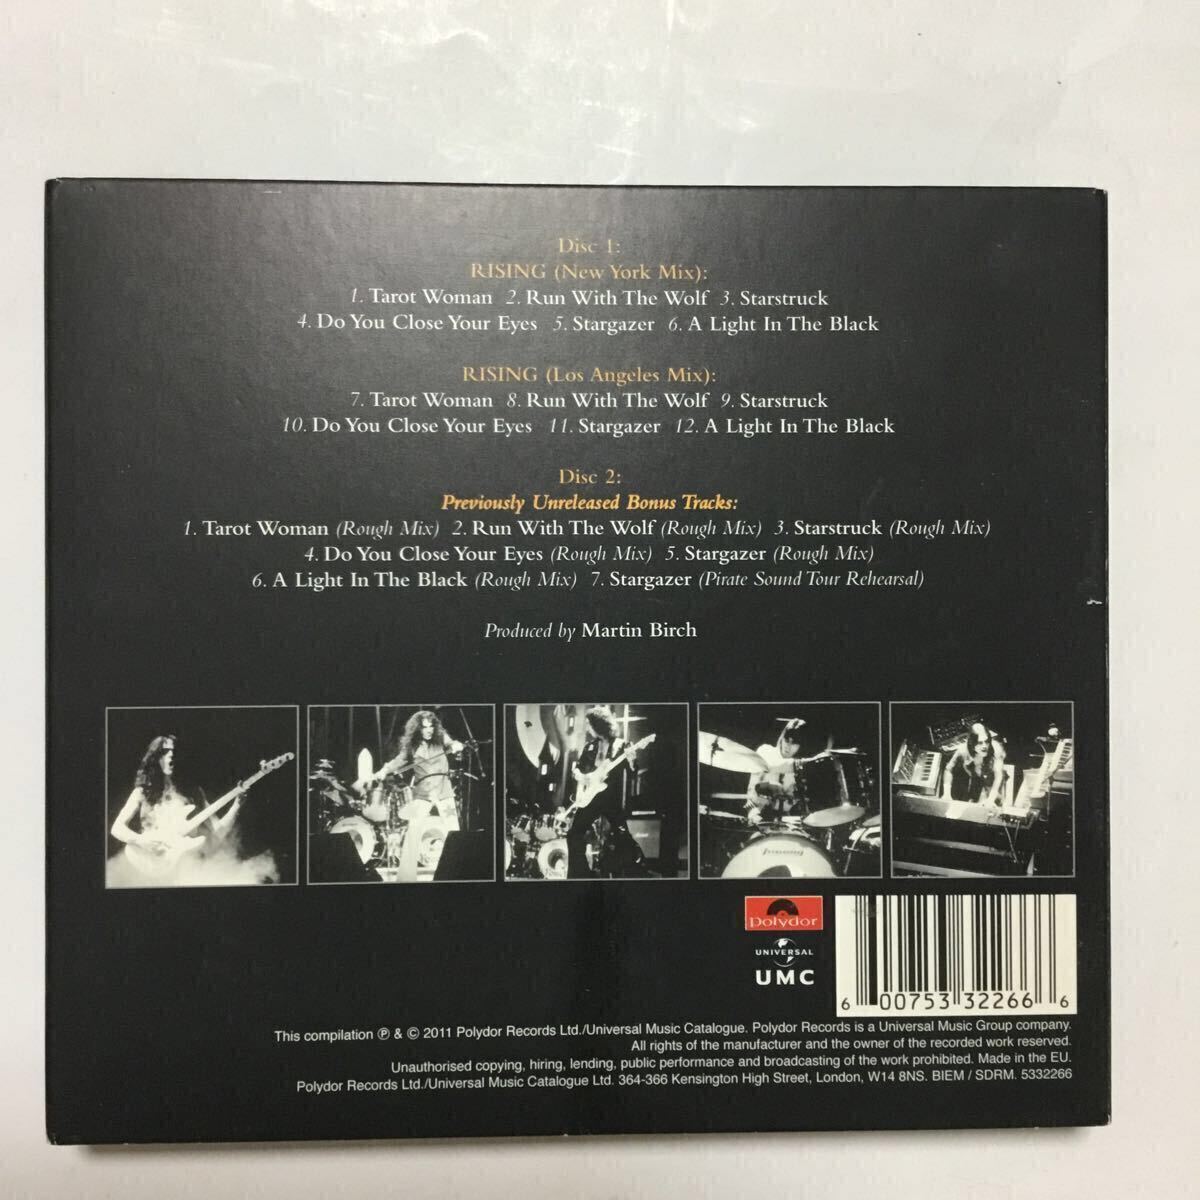 Disc 1:
RISING (New York Mix):
1. Tarot Woman 2. Run With The Wolf 3. Starstruck
4. Do You Close Your Eyes 5. Stargazer 6. A Light In The Black
RISING (Los Angeles Mix):
7. Tarot Woman 8. Run With The Wolf 9. Starstruck
10. Do You Close Your Eyes 11. Stargazer 12. A Light In The Black
Disc 2:
Previously Unreleased Bonus Tracks:
1. Tarot Woman (Rough Mix) 2. Run With The Wolf (Rough Mix) 3. Starstruck (Rough Mix)
4. Do You Close Your Eyes (Rough Mix) 5. Stargazer (Rough Mix)
6. A Light In The Black (Rough Mix) 7. Stargazer (Pirate Sound Tour Rehearsal)
Produced by Martin Birch
Ludwig
Polydor
UNIVERSAL
UMC
6 00753 32266 6
This compilation ℗ & © 2011 Polydor Records Ltd./Universal Music Catalogue. Polydor Records is a Universal Music Group company.
All rights of the manufacturer and the owner of the recorded work reserved.
Unauthorised copying, hiring, lending, public performance and broadcasting of the work prohibited. Made in the EU.
Polydor Records Ltd./Universal Music Catalogue Ltd. 364-366 Kensington High Street, London, W14 8NS. BIEM / SDRM. 5332266